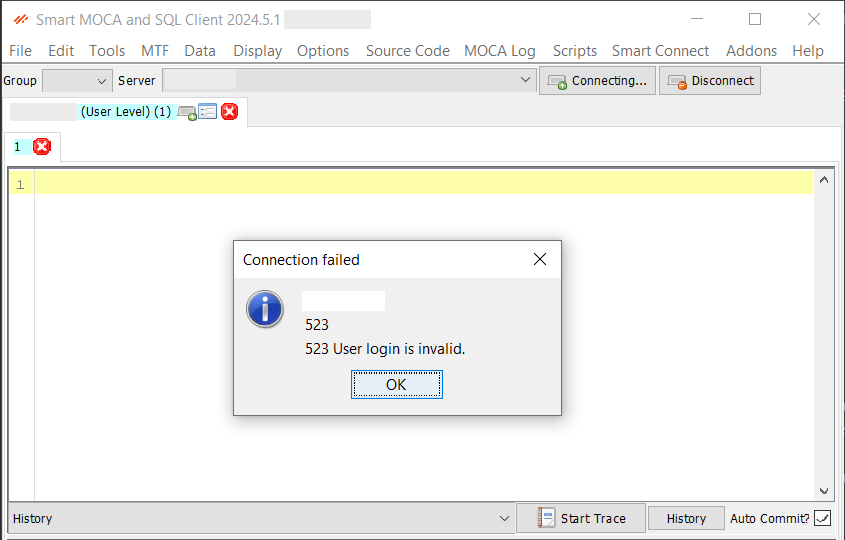 Smart MOCA and SQL Client 2024.5.1
File Edit Tools MTF Data Display Options Source Code MOCA Log Scripts Smart Connect Addons Help
Group Server Connecting... Disconnect
(User Level) (1)
1
1
Connection failed
523
523 User login is invalid.
OK
History Start Trace History Auto Commit?